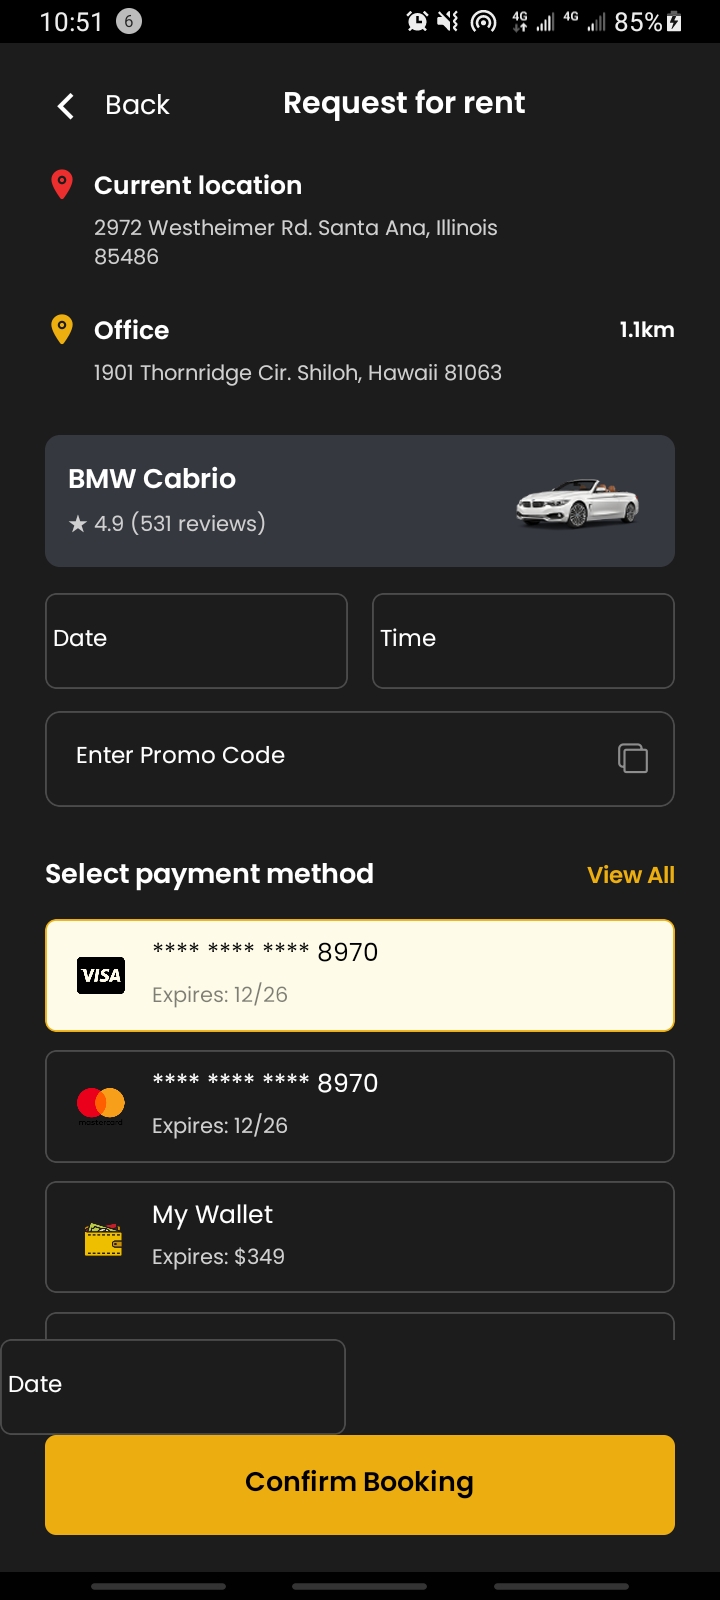 10:51 6 4G 4G 85%
Back Request for rent
Current location
2972 Westheimer Rd. Santa Ana, Illinois
85486
Office 1.1km
1901 Thornridge Cir. Shiloh, Hawaii 81063
BMW Cabrio
★ 4.9 (531 reviews)
Date Time
Enter Promo Code
Select payment method View All
VISA **** **** **** 8970
Expires: 12/26
**** **** **** 8970
mastercard
Expires: 12/26
My Wallet
Expires: $349
Date
Confirm Booking